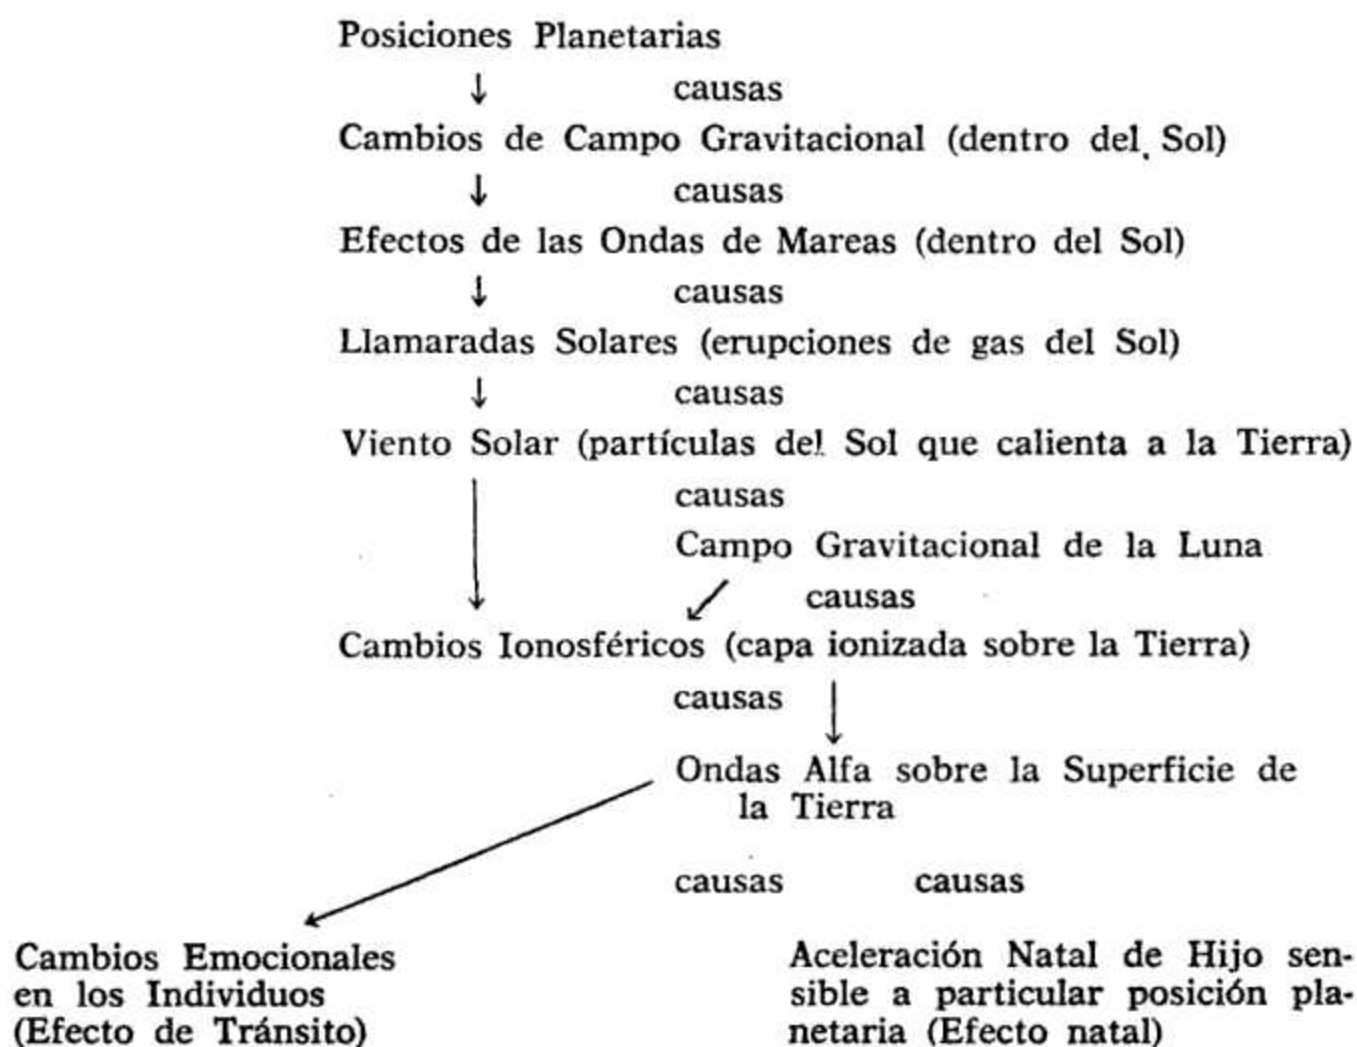 Posiciones Planetarias
↓ causas
Cambios de Campo Gravitacional (dentro del Sol)
↓ causas
Efectos de las Ondas de Mareas (dentro del Sol)
↓ causas
Llamaradas Solares (erupciones de gas del Sol)
↓ causas
Viento Solar (partículas del Sol que calienta a la Tierra)
causas
Campo Gravitacional de la Luna
causas
Cambios Ionosféricos (capa ionizada sobre la Tierra)
causas
Ondas Alfa sobre la Superficie de
la Tierra
causas causas
Cambios Emocionales
en los Individuos
(Efecto de Tránsito)
Aceleración Natal de Hijo sen-
sible a particular posición pla-
netaria (Efecto natal)